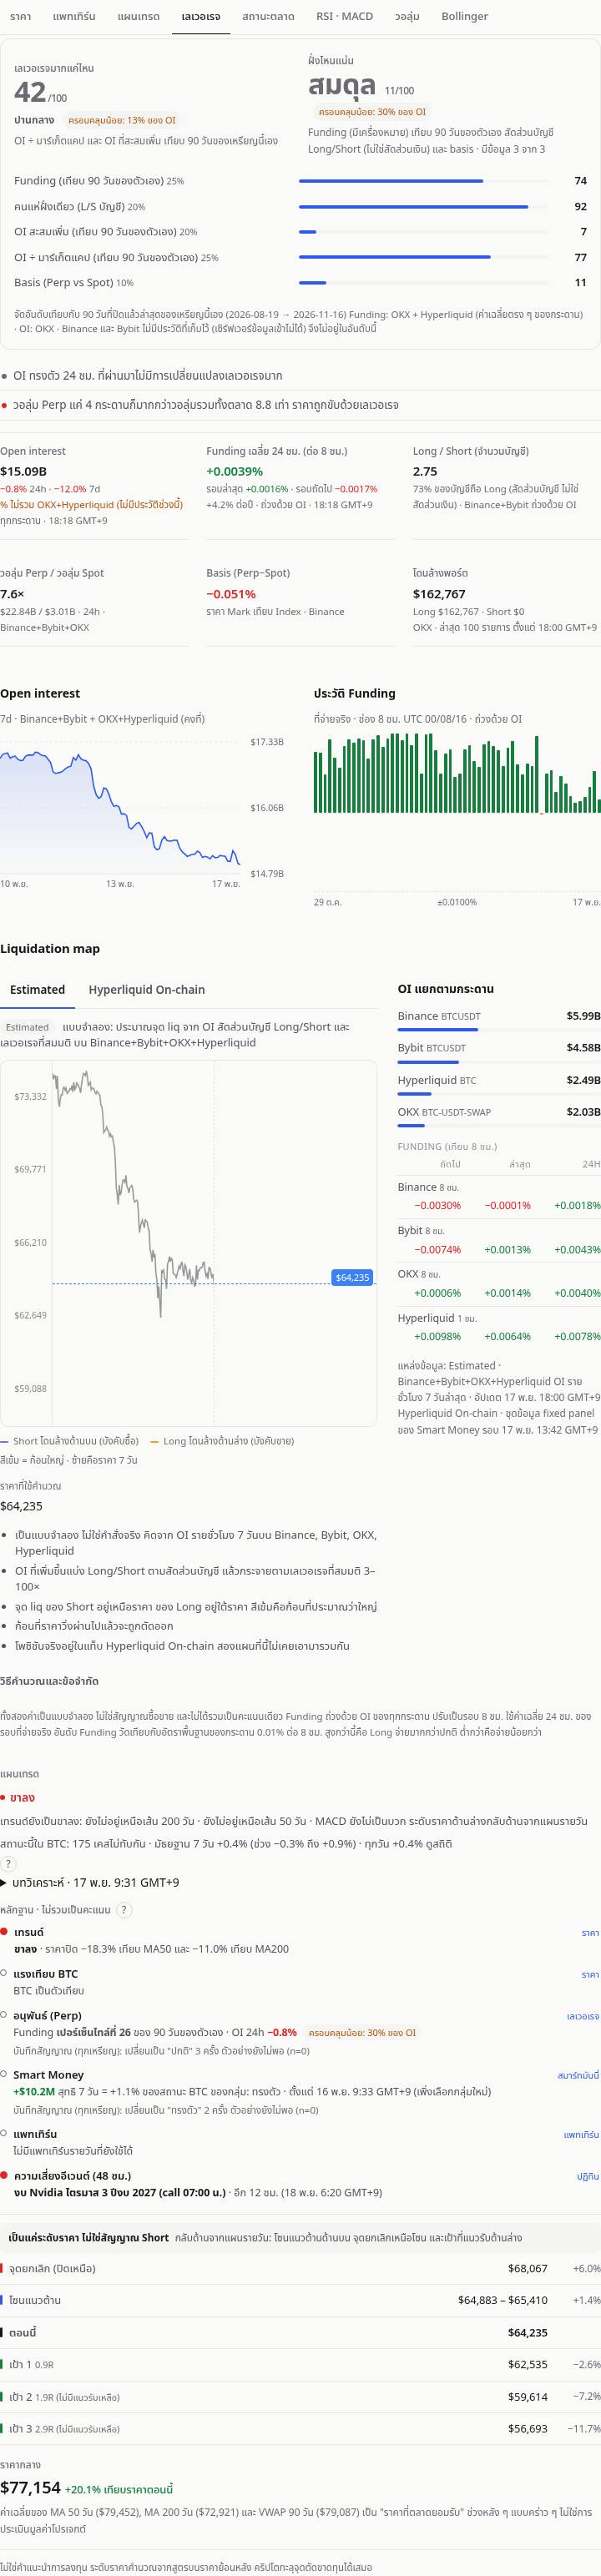 ราคา แพทเทิร์น แผนเทรด เลเวอเรจ สถานะตลาด RSI · MACD วอลุ่ม Bollinger
เลเวอเรจมากแค่ไหน
42 /100
ปานกลาง ครอบคลุมน้อย: 13% ของ OI
OI ÷ มาร์เก็ตแคป และ OI ที่สะสมเพิ่ม เทียบ 90 วันของเหรียญนี้เอง
ฝั่งไหนแน่น
สมดุล 11/100
ครอบคลุมน้อย: 30% ของ OI
Funding (มีเครื่องหมาย) เทียบ 90 วันของตัวเอง สัดส่วนบัญชี
Long/Short (ไม่ใช่สัดส่วนเงิน) และ basis · มีข้อมูล 3 จาก 3
Funding (เทียบ 90 วันของตัวเอง) 25% 74
คนแห่ฝั่งเดียว (L/S บัญชี) 20% 92
OI สะสมเพิ่ม (เทียบ 90 วันของตัวเอง) 20% 7
OI ÷ มาร์เก็ตแคป (เทียบ 90 วันของตัวเอง) 25% 77
Basis (Perp vs Spot) 10% 11
จัดอันดับเทียบกับ 90 วันที่ปิดแล้วล่าสุดของเหรียญนี้เอง (2026-08-19 → 2026-11-16) Funding: OKX + Hyperliquid (ค่าเฉลี่ยตรง ๆ ของกระดาน)
· OI: OKX · Binance และ Bybit ไม่มีประวัติที่เก็บไว้ (เซิร์ฟเวอร์ข้อมูลเข้าไม่ได้) จึงไม่อยู่ในอันดับนี้
OI ทรงตัว 24 ชม. ที่ผ่านมาไม่มีการเปลี่ยนแปลงเลเวอเรจมาก
วอลุ่ม Perp แค่ 4 กระดานก็มากกว่าวอลุ่มรวมทั้งตลาด 8.8 เท่า ราคาถูกขับด้วยเลเวอเรจ
Open interest
$15.09B
−0.8% 24h · −12.0% 7d
% ไม่รวม OKX+Hyperliquid (ไม่มีประวัติช่วงนี้)
ทุกกระดาน · 18:18 GMT+9
Funding เฉลี่ย 24 ชม. (ต่อ 8 ชม.)
+0.0039%
รอบล่าสุด +0.0016% · รอบถัดไป −0.0017%
+4.2% ต่อปี · ถ่วงด้วย OI · 18:18 GMT+9
Long / Short (จำนวนบัญชี)
2.75
73% ของบัญชีถือ Long (สัดส่วนบัญชี ไม่ใช่
สัดส่วนเงิน) · Binance+Bybit ถ่วงด้วย OI
วอลุ่ม Perp / วอลุ่ม Spot
7.6×
$22.84B / $3.01B · 24h ·
Binance+Bybit+OKX
Basis (Perp−Spot)
−0.051%
ราคา Mark เทียบ Index · Binance
โดนล้างพอร์ต
$162,767
Long $162,767 · Short $0
OKX · ล่าสุด 100 รายการ ตั้งแต่ 18:00 GMT+9
Open interest
7d · Binance+Bybit + OKX+Hyperliquid (คงที่)
$17.33B
$16.06B
$14.79B
10 พ.ย. 13 พ.ย. 17 พ.ย.
ประวัติ Funding
ที่จ่ายจริง · ช่อง 8 ชม. UTC 00/08/16 · ถ่วงด้วย OI
29 ต.ค. ±0.0100% 17 พ.ย.
Liquidation map
Estimated Hyperliquid On-chain
Estimated แบบจำลอง: ประมาณจุด liq จาก OI สัดส่วนบัญชี Long/Short และ
เลเวอเรจที่สมมติ บน Binance+Bybit+OKX+Hyperliquid
$73,332
$69,771
$66,210
$64,235
$62,649
$59,088
Short โดนล้างด้านบน (บังคับซื้อ) Long โดนล้างด้านล่าง (บังคับขาย)
สีเข้ม = ก้อนใหญ่ · ซ้ายคือราคา 7 วัน
ราคาที่ใช้คำนวณ
$64,235
• เป็นแบบจำลอง ไม่ใช่คำสั่งจริง คิดจาก OI รายชั่วโมง 7 วันบน Binance, Bybit, OKX,
Hyperliquid
• OI ที่เพิ่มขึ้นแบ่ง Long/Short ตามสัดส่วนบัญชี แล้วกระจายตามเลเวอเรจที่สมมติ 3–
100×
• จุด liq ของ Short อยู่เหนือราคา ของ Long อยู่ใต้ราคา สีเข้มคือก้อนที่ประมาณว่าใหญ่
• ก้อนที่ราคาวิ่งผ่านไปแล้วจะถูกตัดออก
• โพซิชันจริงอยู่ในแท็บ Hyperliquid On-chain สองแผนที่นี้ไม่เคยเอามารวมกัน
OI แยกตามกระดาน
Binance BTCUSDT $5.99B
Bybit BTCUSDT $4.58B
Hyperliquid BTC $2.49B
OKX BTC-USDT-SWAP $2.03B
FUNDING (เทียบ 8 ชม.)
ถัดไป ล่าสุด 24H
Binance 8 ชม.
−0.0030% −0.0001% +0.0018%
Bybit 8 ชม.
−0.0074% +0.0013% +0.0043%
OKX 8 ชม.
+0.0006% +0.0014% +0.0040%
Hyperliquid 1 ชม.
+0.0098% +0.0064% +0.0078%
แหล่งข้อมูล: Estimated ·
Binance+Bybit+OKX+Hyperliquid OI ราย
ชั่วโมง 7 วันล่าสุด · อัปเดต 17 พ.ย. 18:00 GMT+9
Hyperliquid On-chain · ชุดข้อมูล fixed panel
ของ Smart Money รอบ 17 พ.ย. 13:42 GMT+9
วิธีคำนวณและข้อจำกัด
ทั้งสองค่าเป็นแบบจำลอง ไม่ใช่สัญญาณซื้อขาย และไม่ได้รวมเป็นคะแนนเดียว Funding ถ่วงด้วย OI ของทุกกระดาน ปรับเป็นรอบ 8 ชม. ใช้ค่าเฉลี่ย 24 ชม. ของ
รอบที่จ่ายจริง อันดับ Funding วัดเทียบกับอัตราพื้นฐานของกระดาน 0.01% ต่อ 8 ชม. สูงกว่านี้คือ Long จ่ายมากกว่าปกติ ต่ำกว่าคือจ่ายน้อยกว่า
แผนเทรด
ขาลง
เทรนด์ยังเป็นขาลง: ยังไม่อยู่เหนือเส้น 200 วัน · ยังไม่อยู่เหนือเส้น 50 วัน · MACD ยังไม่เป็นบวก ระดับราคาด้านล่างกลับด้านจากแผนรายวัน
สถานะนี้ใน BTC: 175 เคสไม่ทับกัน · มัธยฐาน 7 วัน +0.4% (ช่วง −0.3% ถึง +0.9%) · ทุกวัน +0.4% ดูสถิติ
?
▶ บทวิเคราะห์ · 17 พ.ย. 9:31 GMT+9
หลักฐาน · ไม่รวมเป็นคะแนน ?
เทรนด์ ราคา
ขาลง · ราคาปิด −18.3% เทียบ MA50 และ −11.0% เทียบ MA200
แรงเทียบ BTC ราคา
BTC เป็นตัวเทียบ
อนุพันธ์ (Perp) เลเวอเรจ
Funding เปอร์เซ็นไทล์ที่ 26 ของ 90 วันของตัวเอง · OI 24h −0.8% ครอบคลุมน้อย: 30% ของ OI
บันทึกสัญญาณ (ทุกเหรียญ): เปลี่ยนเป็น "ปกติ" 3 ครั้ง ตัวอย่างยังไม่พอ (n=0)
Smart Money สมาร์ทมันนี่
+$10.2M สุทธิ 7 วัน = +1.1% ของสถานะ BTC ของกลุ่ม: ทรงตัว · ตั้งแต่ 16 พ.ย. 9:33 GMT+9 (เพิ่งเลือกกลุ่มใหม่)
บันทึกสัญญาณ (ทุกเหรียญ): เปลี่ยนเป็น "ทรงตัว" 2 ครั้ง ตัวอย่างยังไม่พอ (n=0)
แพทเทิร์น แพทเทิร์น
ไม่มีแพทเทิร์นรายวันที่ยังใช้ได้
ความเสี่ยงอีเวนต์ (48 ชม.) ปฏิทิน
งบ Nvidia ไตรมาส 3 ปีงบ 2027 (call 07:00 น.) · อีก 12 ชม. (18 พ.ย. 6:20 GMT+9)
เป็นแค่ระดับราคา ไม่ใช่สัญญาณ Short กลับด้านจากแผนรายวัน: โซนแนวต้านด้านบน จุดยกเลิกเหนือโซน และเป้าที่แนวรับด้านล่าง
จุดยกเลิก (ปิดเหนือ) $68,067 +6.0%
โซนแนวต้าน $64,883 – $65,410 +1.4%
ตอนนี้ $64,235
เป้า 1 0.9R $62,535 −2.6%
เป้า 2 1.9R (ไม่มีแนวรับเหลือ) $59,614 −7.2%
เป้า 3 2.9R (ไม่มีแนวรับเหลือ) $56,693 −11.7%
ราคากลาง
$77,154 +20.1% เทียบราคาตอนนี้
ค่าเฉลี่ยของ MA 50 วัน ($79,452), MA 200 วัน ($72,921) และ VWAP 90 วัน ($79,087) เป็น "ราคาที่ตลาดยอมรับ" ช่วงหลัง ๆ แบบคร่าว ๆ ไม่ใช่การ
ประเมินมูลค่าโปรเจกต์
ไม่ใช่คำแนะนำการลงทุน ระดับราคาคำนวณจากสูตรบนราคาย้อนหลัง คริปโตทะลุจุดตัดขาดทุนได้เสมอ